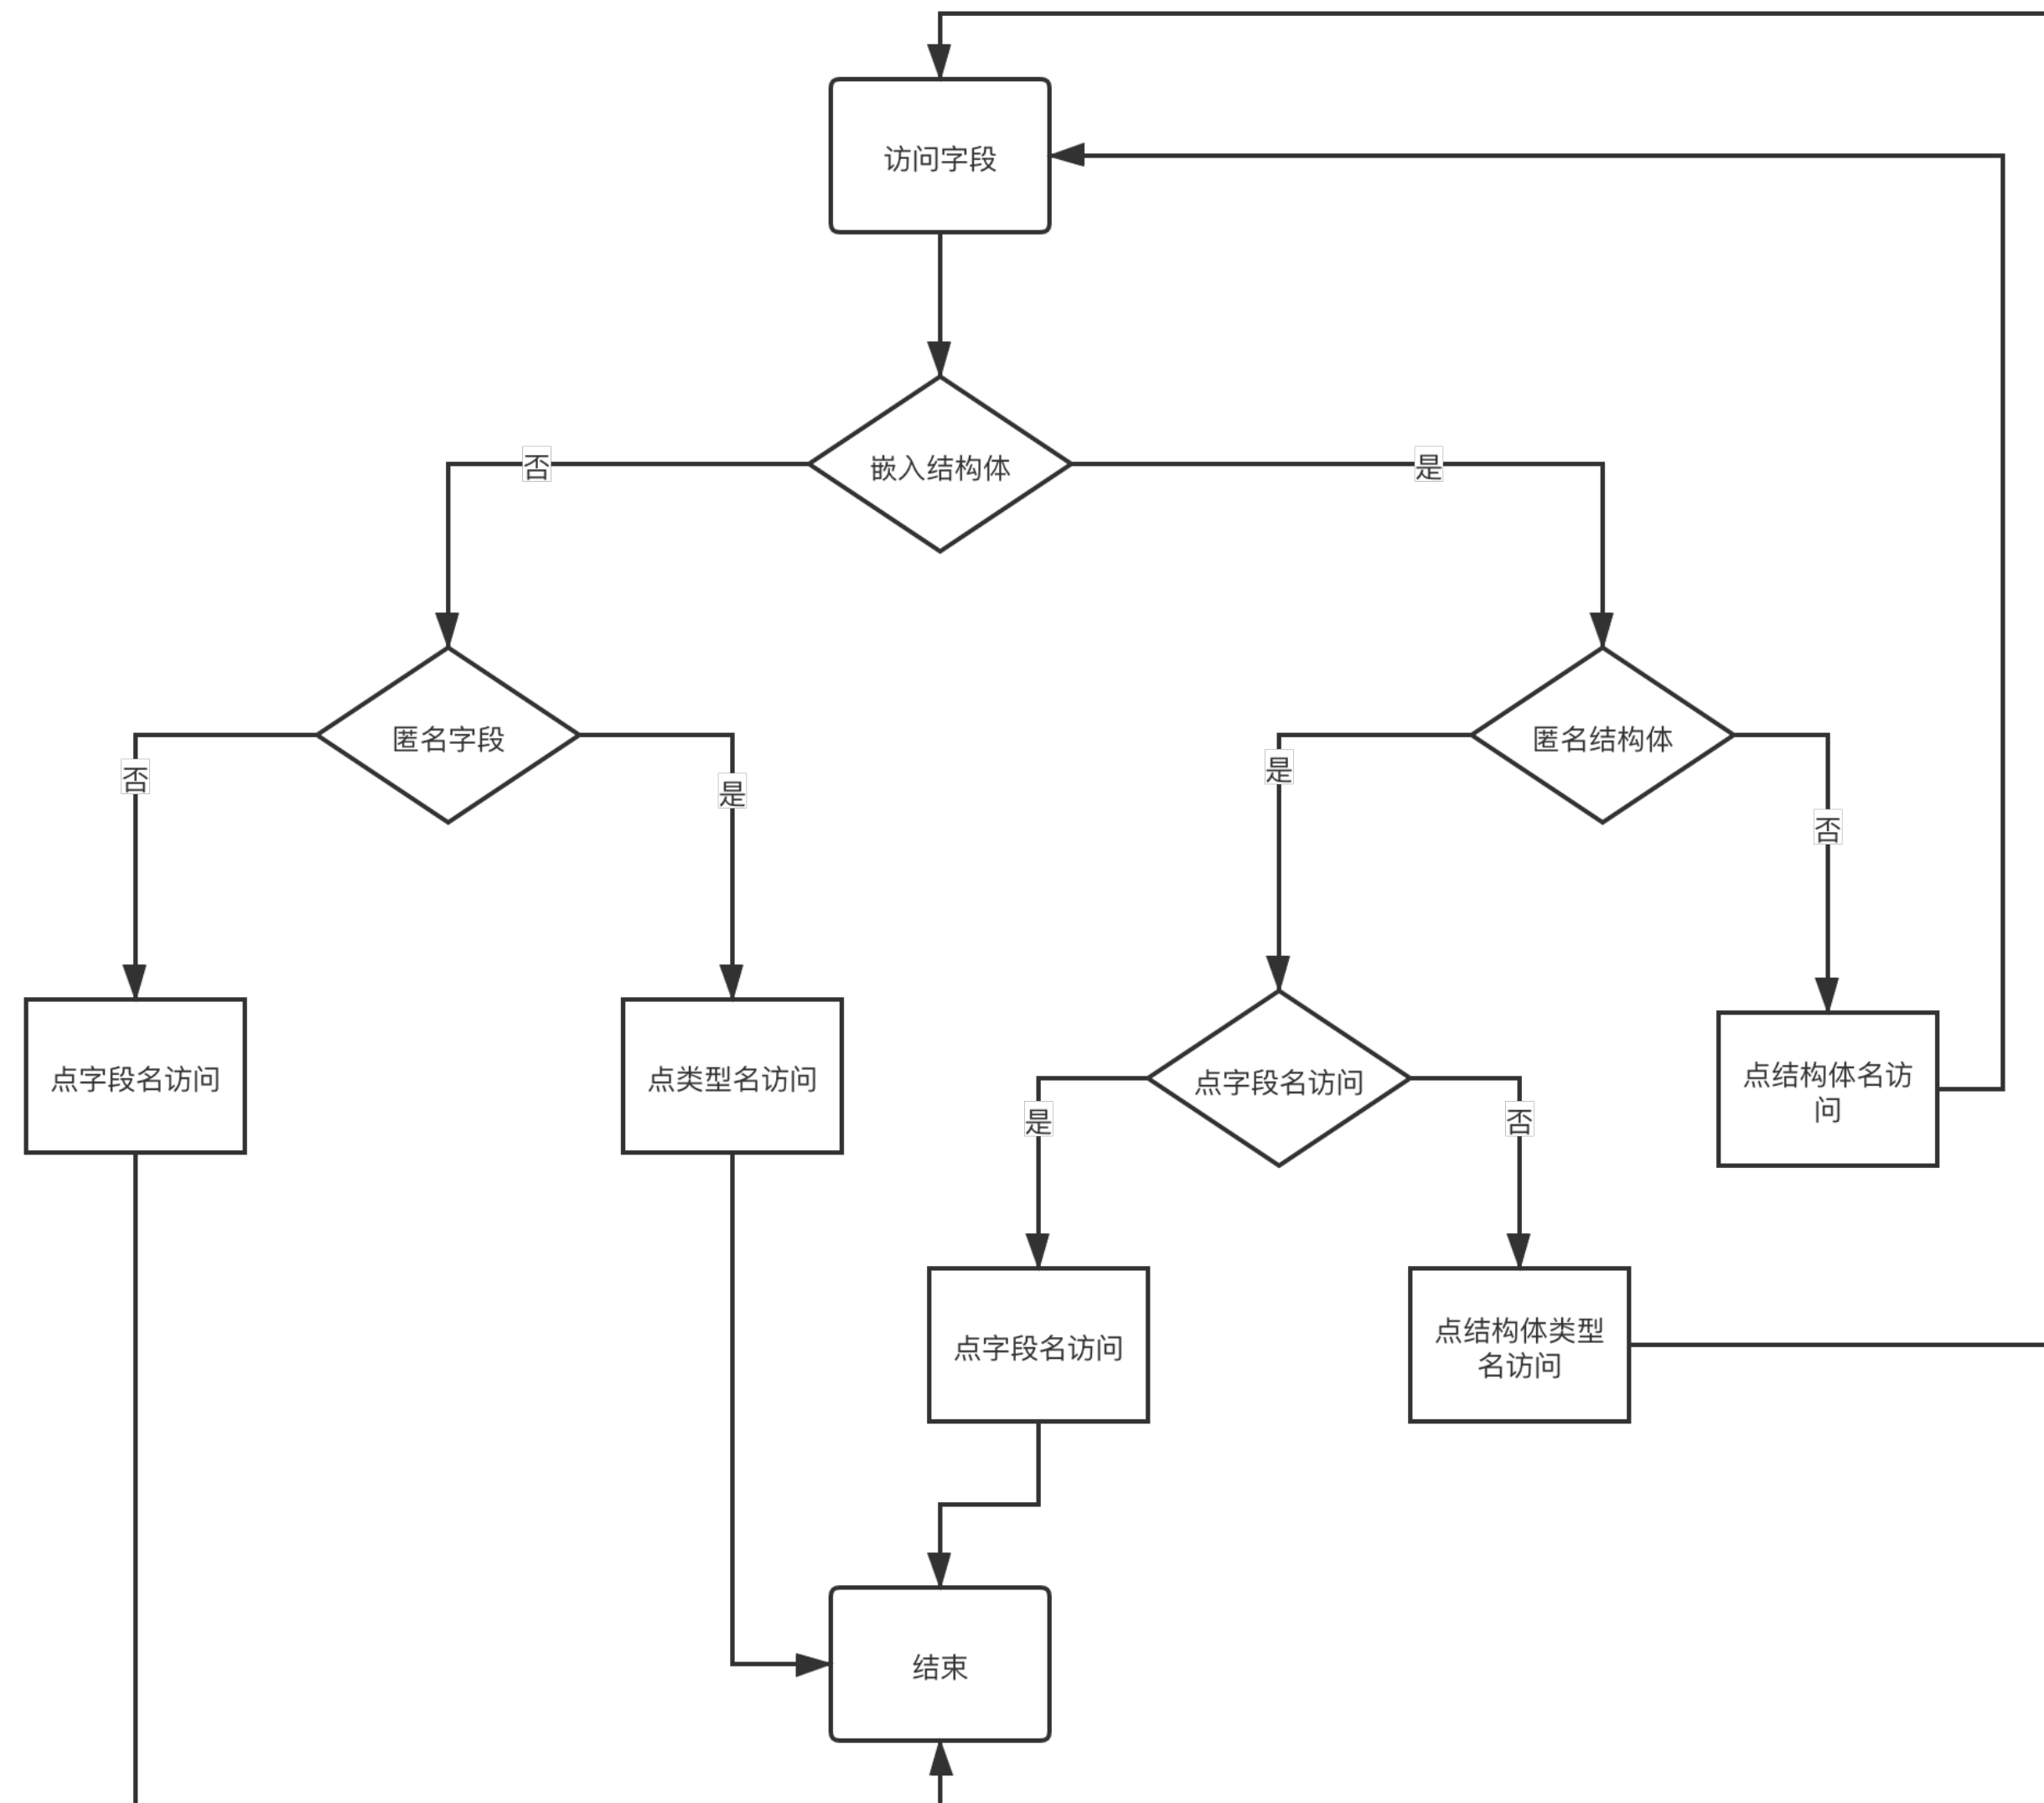 访问字段
嵌入结构体
否
是
匿名字段
匿名结构体
否
是
是
否
点字段名访问
点类型名访问
点字段名访问
点结构体名访
问
是
否
点字段名访问
点结构体类型
名访问
结束